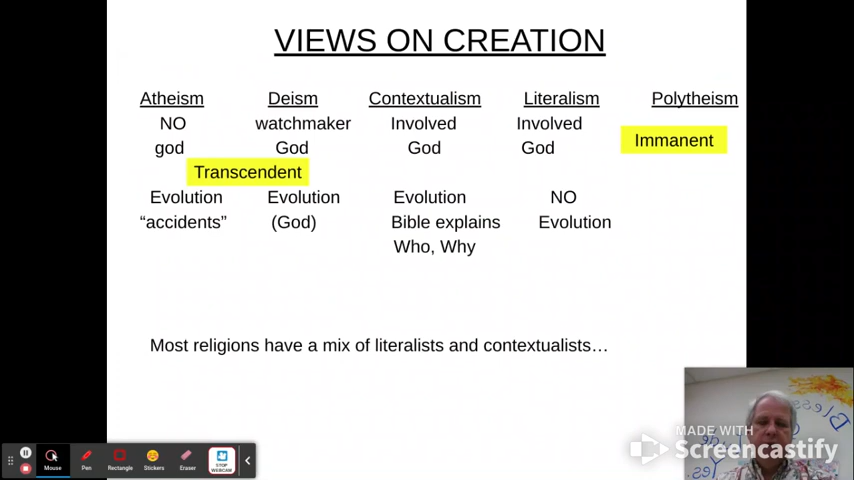 VIEWS ON CREATION
Atheism Deism Contextualism Literalism Polytheism
NO watchmaker Involved Involved
god God God God Immanent
Transcendent
Evolution Evolution Evolution NO
“accidents” (God) Bible explains Evolution
Who, Why
Most religions have a mix of literalists and contextualists…
Bless
MADE WITH
Screencastify
Yes.
Mouse Pen Rectangle Stickers Eraser STOP WEBCAM